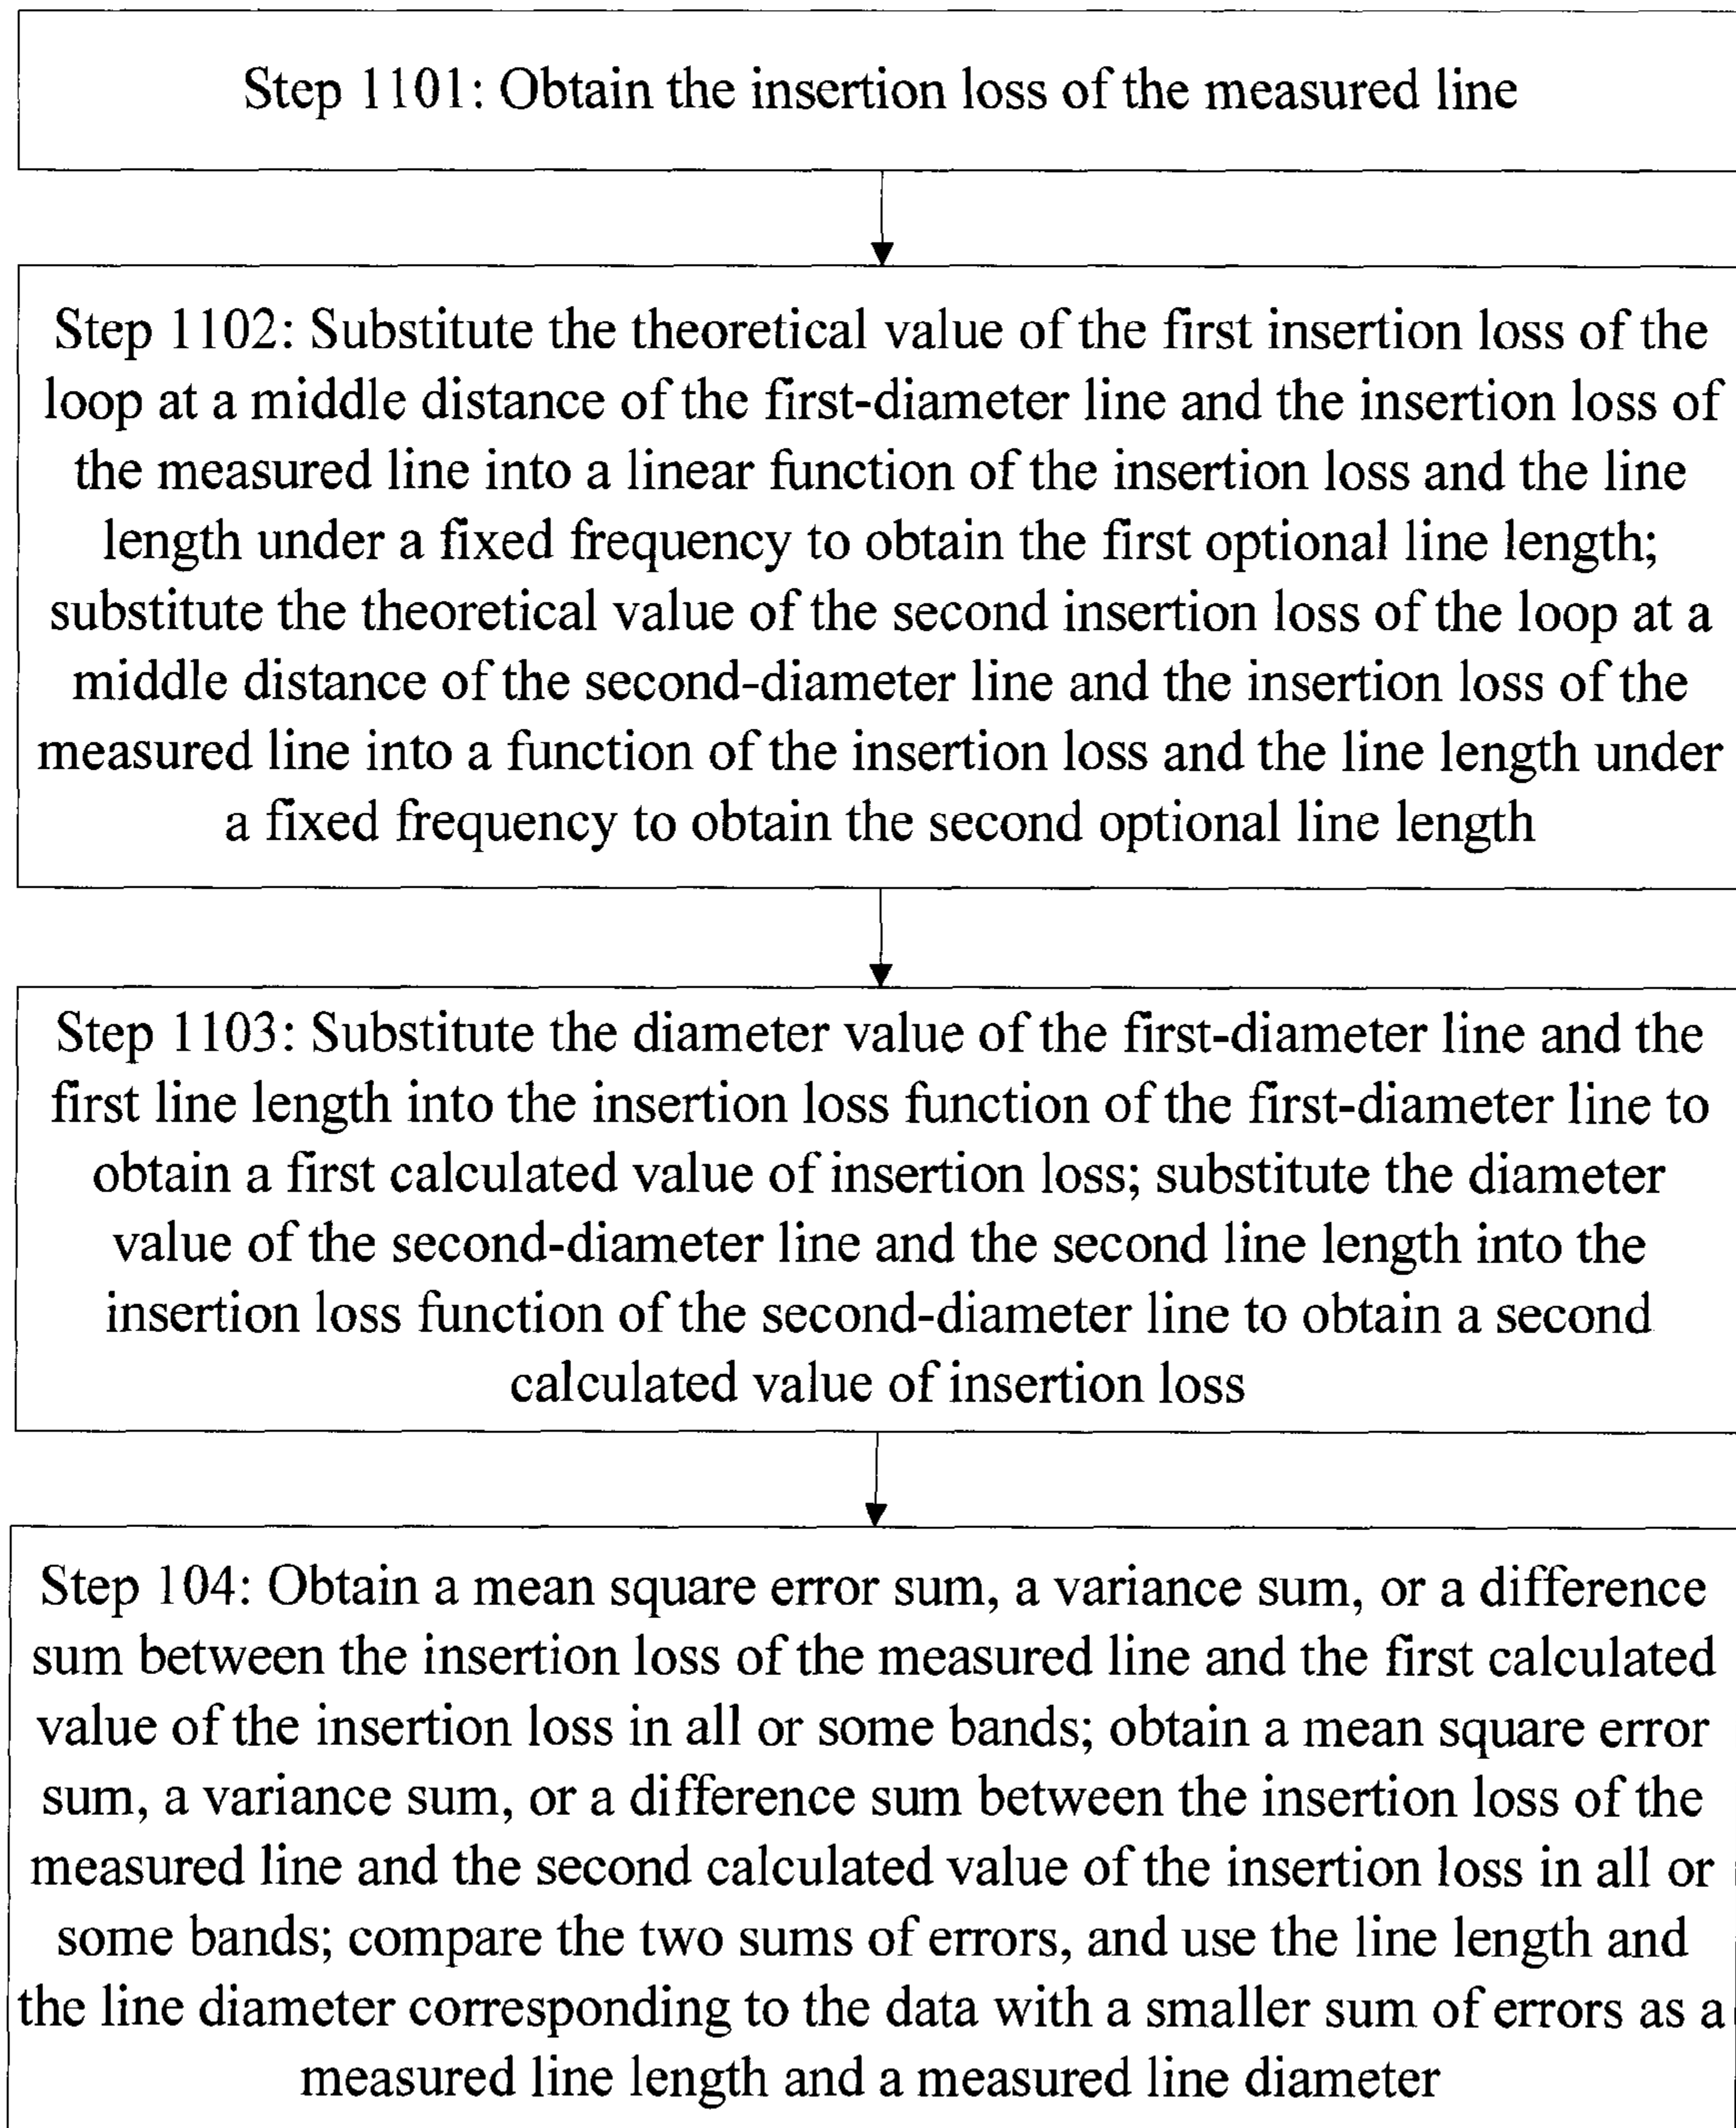 Step 1101: Obtain the insertion loss of the measured line
Step 1102: Substitute the theoretical value of the first insertion loss of the
loop at a middle distance of the first-diameter line and the insertion loss of
the measured line into a linear function of the insertion loss and the line
length under a fixed frequency to obtain the first optional line length;
substitute the theoretical value of the second insertion loss of the loop at a
middle distance of the second-diameter line and the insertion loss of the
measured line into a function of the insertion loss and the line length under
a fixed frequency to obtain the second optional line length
Step 1103: Substitute the diameter value of the first-diameter line and the
first line length into the insertion loss function of the first-diameter line to
obtain a first calculated value of insertion loss; substitute the diameter
value of the second-diameter line and the second line length into the
insertion loss function of the second-diameter line to obtain a second
calculated value of insertion loss
Step 104: Obtain a mean square error sum, a variance sum, or a difference
sum between the insertion loss of the measured line and the first calculated
value of the insertion loss in all or some bands; obtain a mean square error
sum, a variance sum, or a difference sum between the insertion loss of the
measured line and the second calculated value of the insertion loss in all or
some bands; compare the two sums of errors, and use the line length and
the line diameter corresponding to the data with a smaller sum of errors as a
measured line length and a measured line diameter